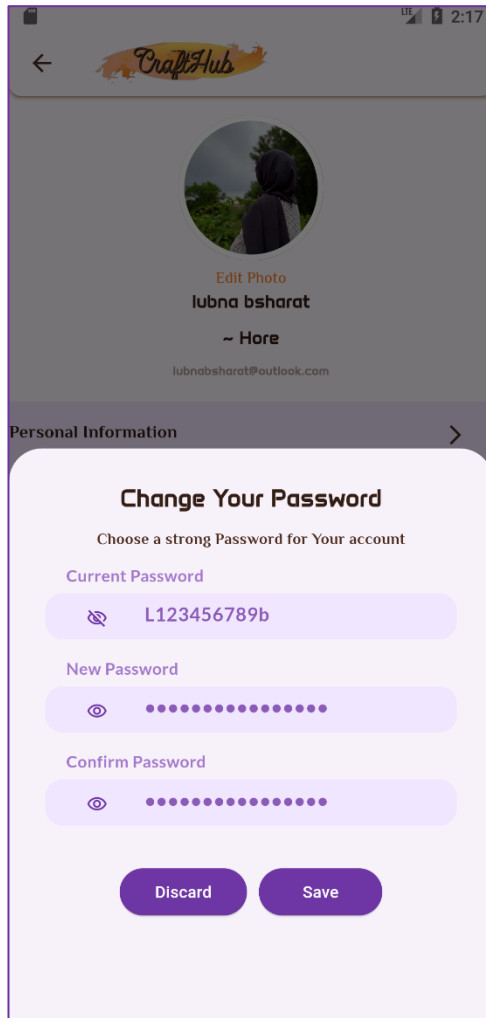 LTE 2:17
CraftHub
Edit Photo
lubna bsharat
~ Hore
lubnabsharat@outlook.com
Personal Information
Change Your Password
Choose a strong Password for Your account
Current Password
L123456789b
New Password
••••••••••••••••
Confirm Password
••••••••••••••••
Discard Save